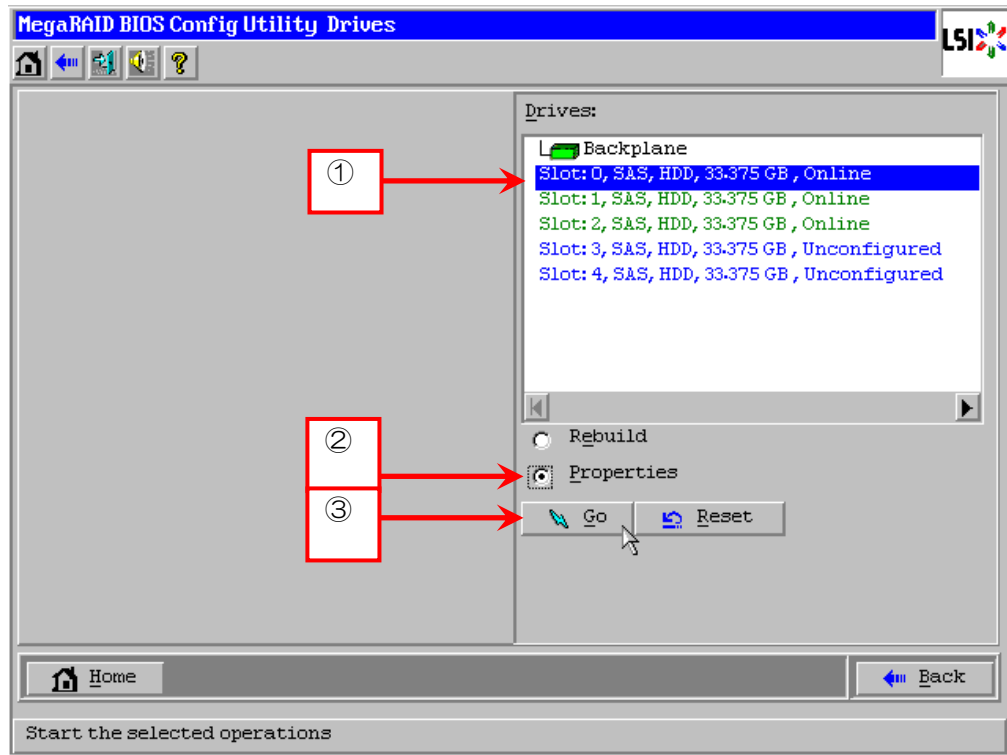 MegaRAID BIOS Config Utility Drives
LSI
Drives:
Backplane
Slot: 0, SAS, HDD, 33.375 GB , Online
Slot: 1, SAS, HDD, 33.375 GB , Online
Slot: 2, SAS, HDD, 33.375 GB , Online
Slot: 3, SAS, HDD, 33.375 GB , Unconfigured
Slot: 4, SAS, HDD, 33.375 GB , Unconfigured
①
Rebuild
②
Properties
③
Go Reset
Home Back
Start the selected operations